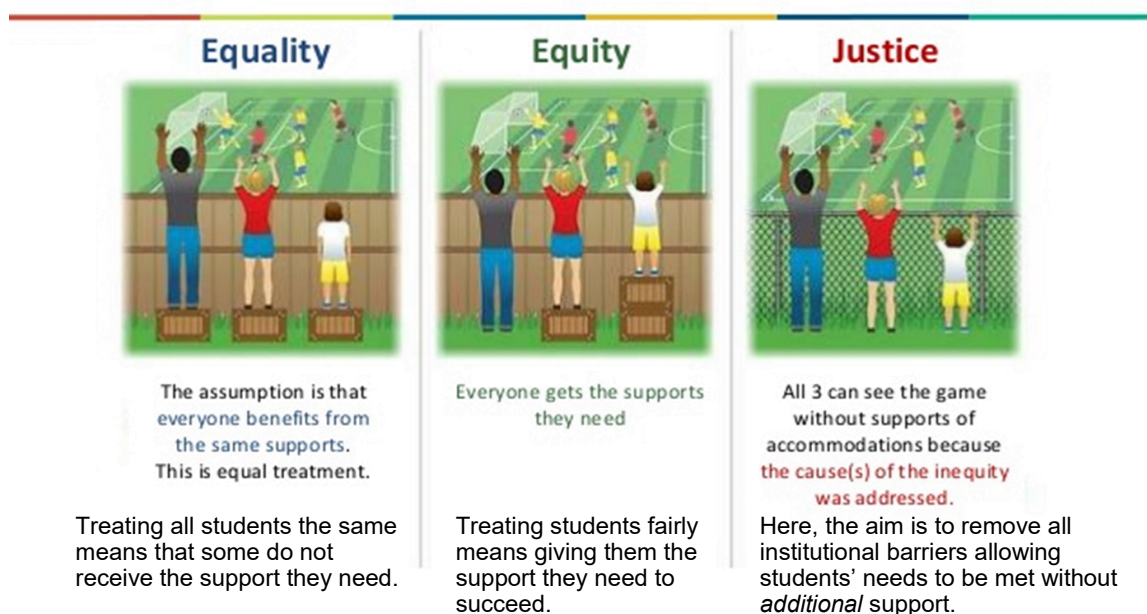 Equality
The assumption is that
everyone benefits from
the same supports.
This is equal treatment.
Treating all students the same
means that some do not
receive the support they need.
Equity
Everyone gets the supports
they need
Treating students fairly
means giving them the
support they need to
succeed.
Justice
All 3 can see the game
without supports of
accommodations because
the cause(s) of the inequity
was addressed.
Here, the aim is to remove all
institutional barriers allowing
students’ needs to be met without
additional support.